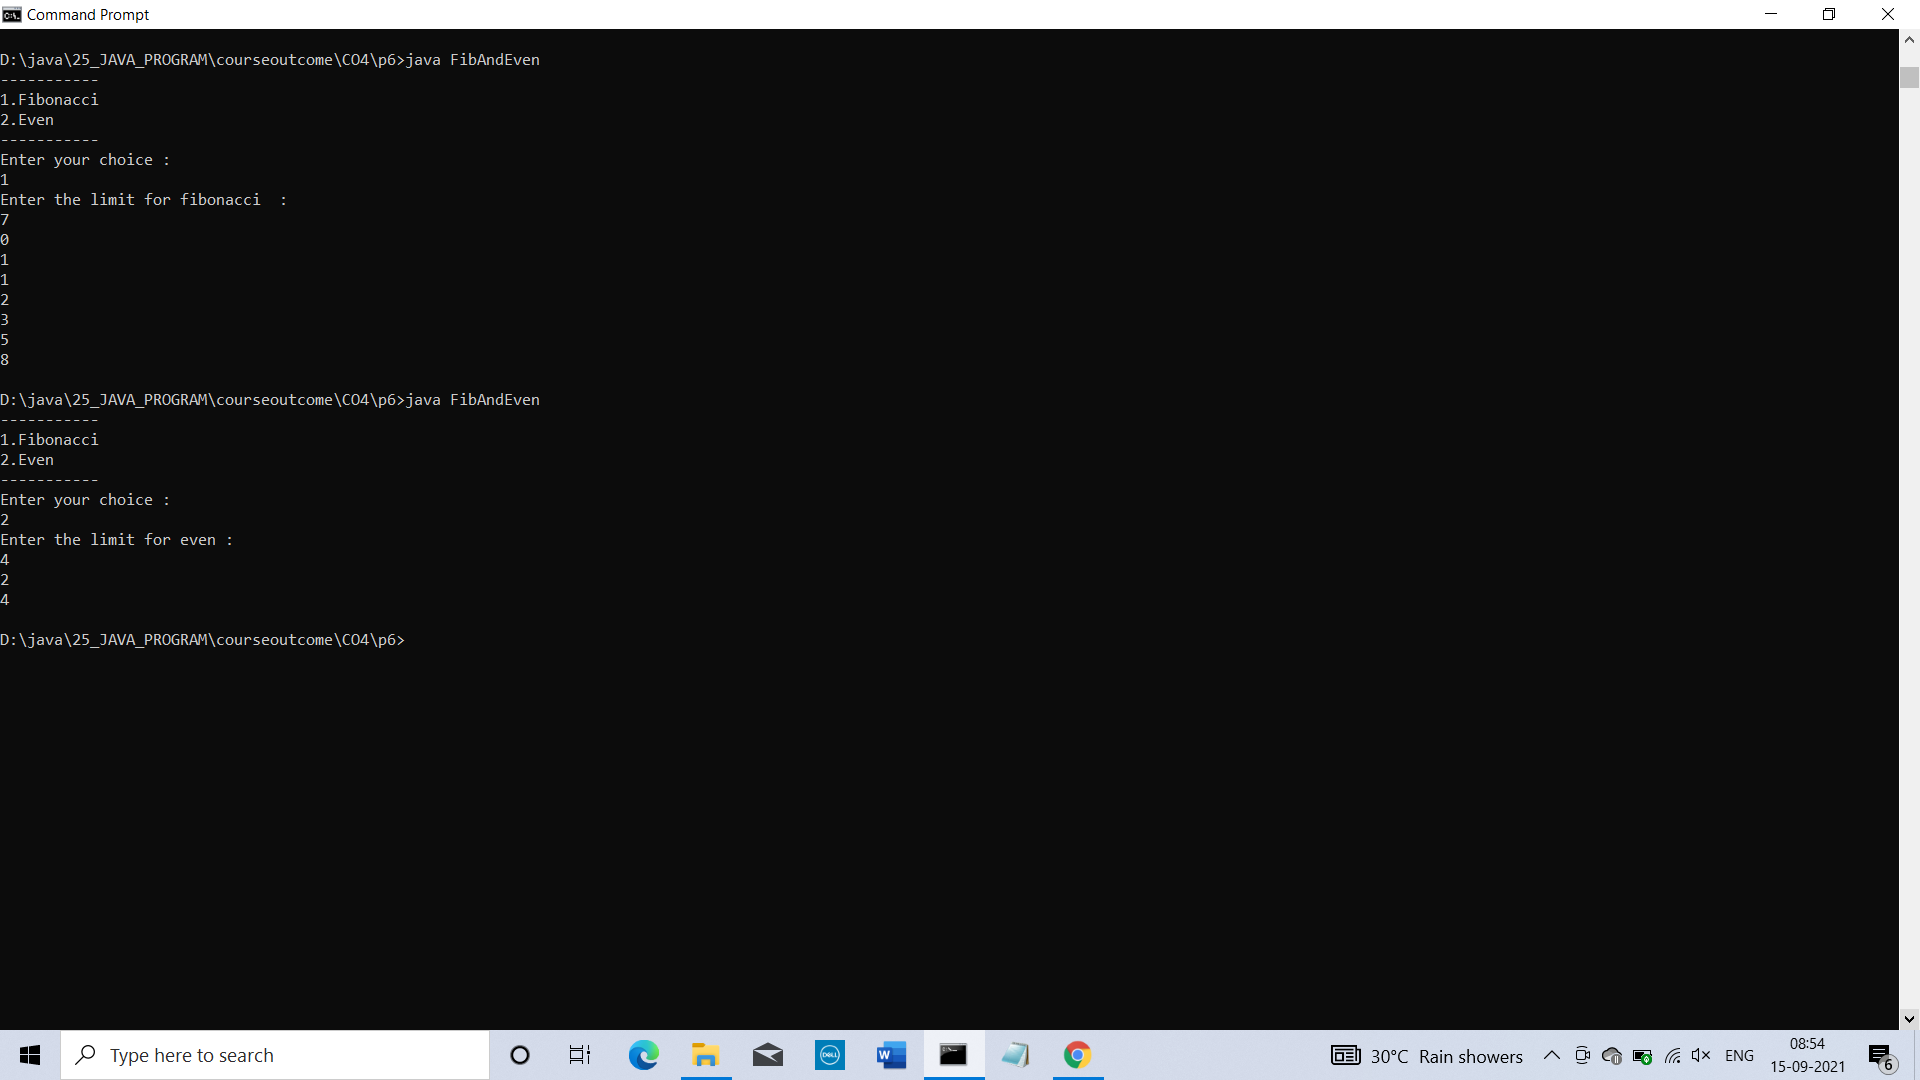 Command Prompt
D:\java\25_JAVA_PROGRAM\courseoutcome\CO4\p6>java FibAndEven
-----------
1.Fibonacci
2.Even
-----------
Enter your choice :
1
Enter the limit for fibonacci  :
7
0
1
1
2
3
5
8
D:\java\25_JAVA_PROGRAM\courseoutcome\CO4\p6>java FibAndEven
-----------
1.Fibonacci
2.Even
-----------
Enter your choice :
2
Enter the limit for even :
4
2
4
D:\java\25_JAVA_PROGRAM\courseoutcome\CO4\p6>
Type here to search
DELL
W
30°C Rain showers
ENG
08:54
15-09-2021
6